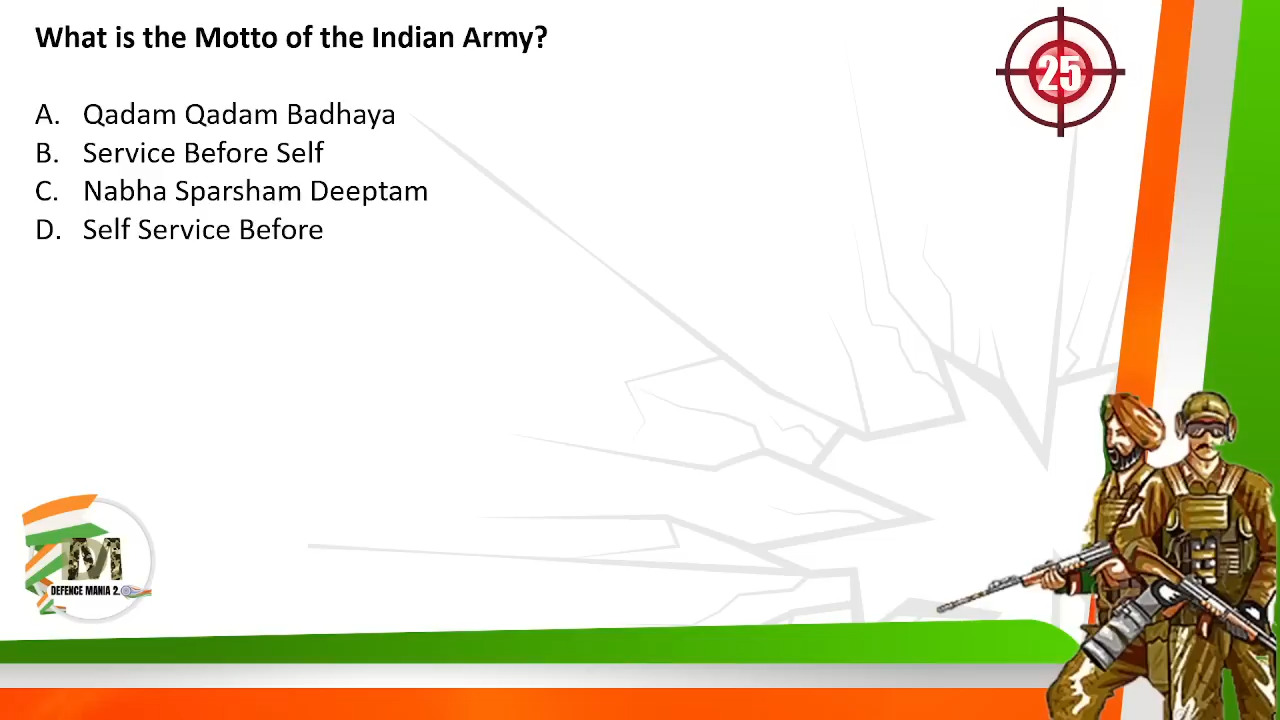 What is the Motto of the Indian Army?
25
A. Qadam Qadam Badhaya
B. Service Before Self
C. Nabha Sparsham Deeptam
D. Self Service Before
DM
DEFENCE MANIA 2.